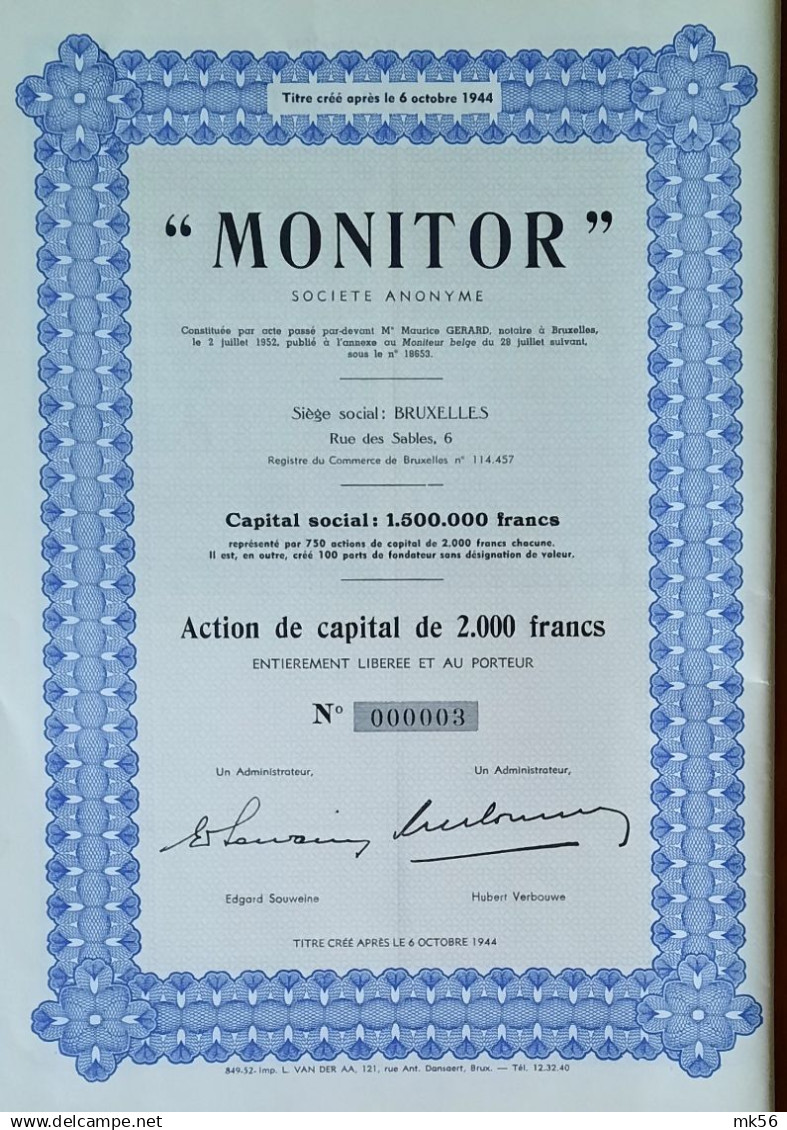 Titre créé après le 6 octobre 1944
“ MONITOR ”
SOCIETE ANONYME
Constituée par acte passé par-devant Me Maurice GERARD, notaire à Bruxelles,
le 2 juillet 1952, publié à l'annexe au Moniteur belge du 28 juillet suivant,
sous le n° 18653.
Siège social : BRUXELLES
Rue des Sables, 6
Registre du Commerce de Bruxelles n° 114.457
Capital social : 1.500.000 francs
représenté par 750 actions de capital de 2.000 francs chacune.
Il est, en outre, créé 100 parts de fondateur sans désignation de valeur.
Action de capital de 2.000 francs
ENTIEREMENT LIBEREE ET AU PORTEUR
No 000003
Un Administrateur, Un Administrateur,
Edgard Souweine Hubert Verbouwe
TITRE CRÉÉ APRÈS LE 6 OCTOBRE 1944
849-52- Imp. L. VAN DER AA, 121, rue Ant. Dansaert, Brux. — Tél. 12.32.40
delcampe.net
mk56